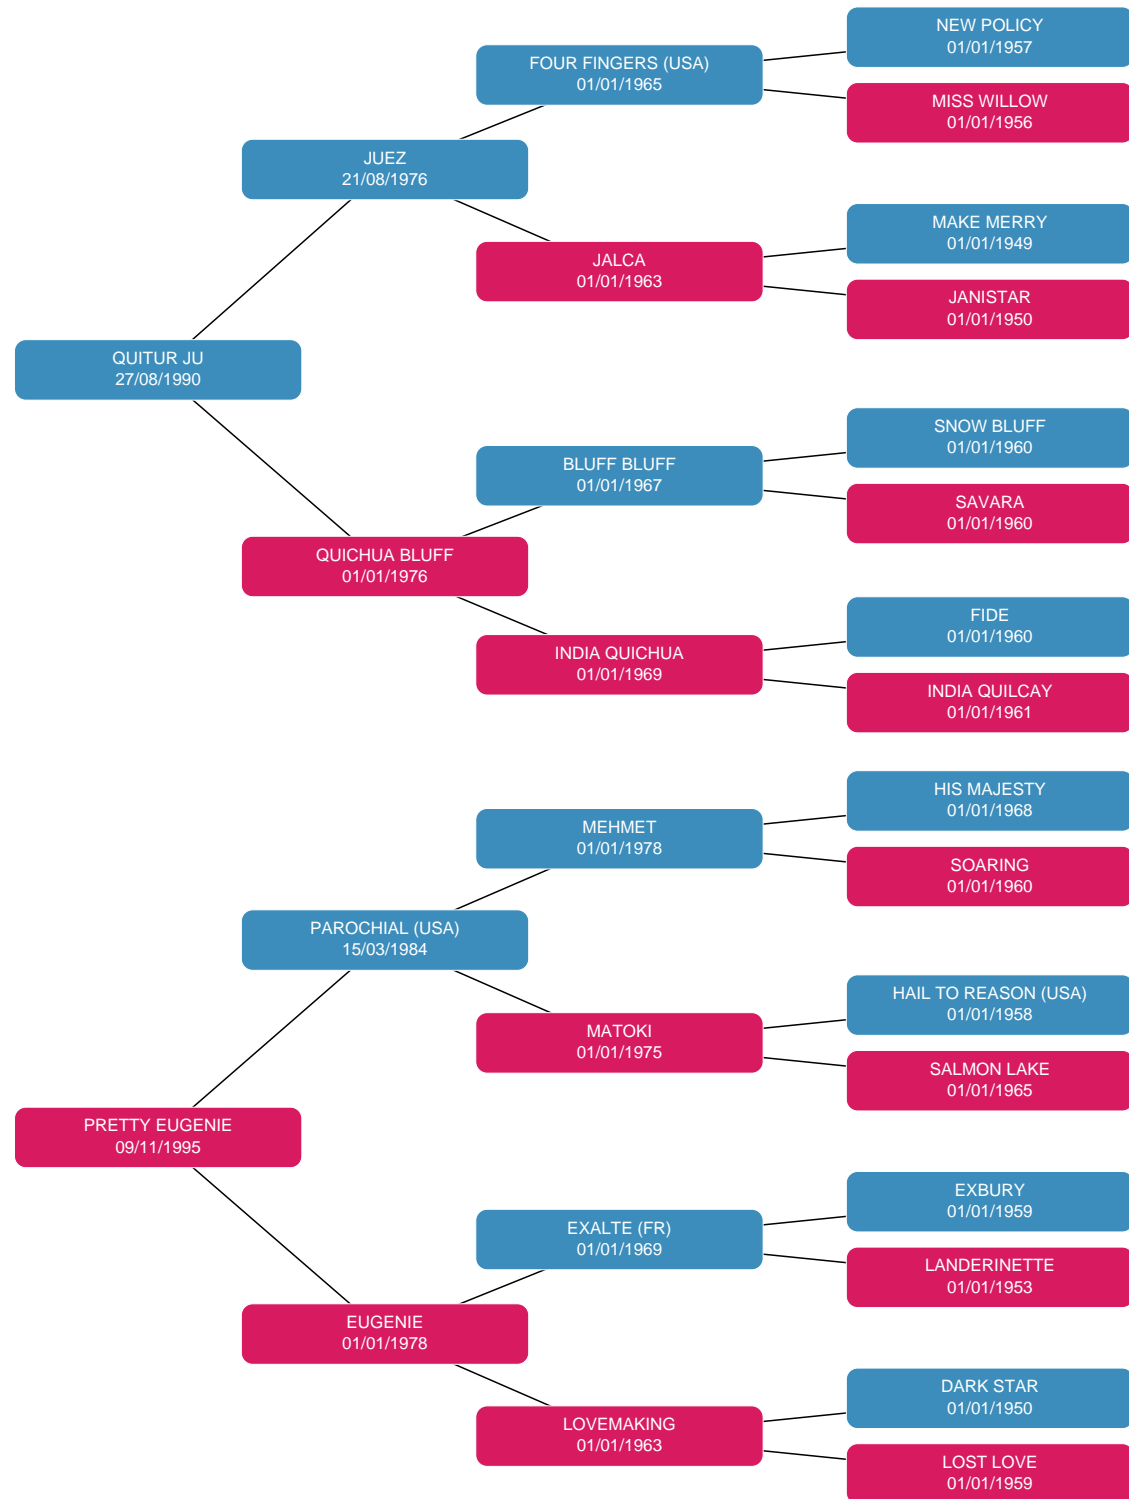 NEW POLICY
01/01/1957
FOUR FINGERS (USA)
01/01/1965
MISS WILLOW
01/01/1956
JUEZ
21/08/1976
MAKE MERRY
01/01/1949
JALCA
01/01/1963
JANISTAR
01/01/1950
QUITUR JU
27/08/1990
SNOW BLUFF
01/01/1960
BLUFF BLUFF
01/01/1967
SAVARA
01/01/1960
QUICHUA BLUFF
01/01/1976
FIDE
01/01/1960
INDIA QUICHUA
01/01/1969
INDIA QUILCAY
01/01/1961
HIS MAJESTY
01/01/1968
MEHMET
01/01/1978
SOARING
01/01/1960
PAROCHIAL (USA)
15/03/1984
HAIL TO REASON (USA)
01/01/1958
MATOKI
01/01/1975
SALMON LAKE
01/01/1965
PRETTY EUGENIE
09/11/1995
EXBURY
01/01/1959
EXALTE (FR)
01/01/1969
LANDERINETTE
01/01/1953
EUGENIE
01/01/1978
DARK STAR
01/01/1950
LOVEMAKING
01/01/1963
LOST LOVE
01/01/1959